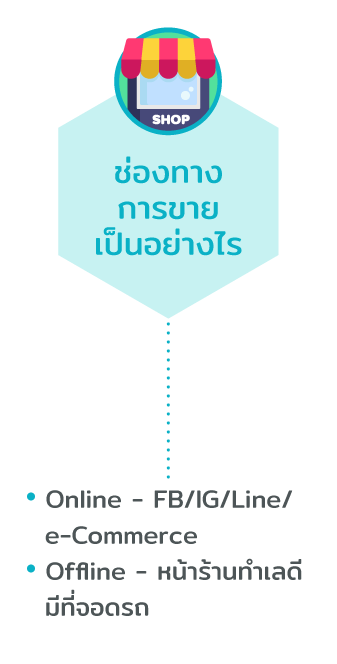 SHOP
ช่องทาง
การขาย
เป็นอย่างไร
• Online - FB/IG/Line/
e-Commerce
• Offline - หน้าร้านทำเลดี
มีที่จอดรถ